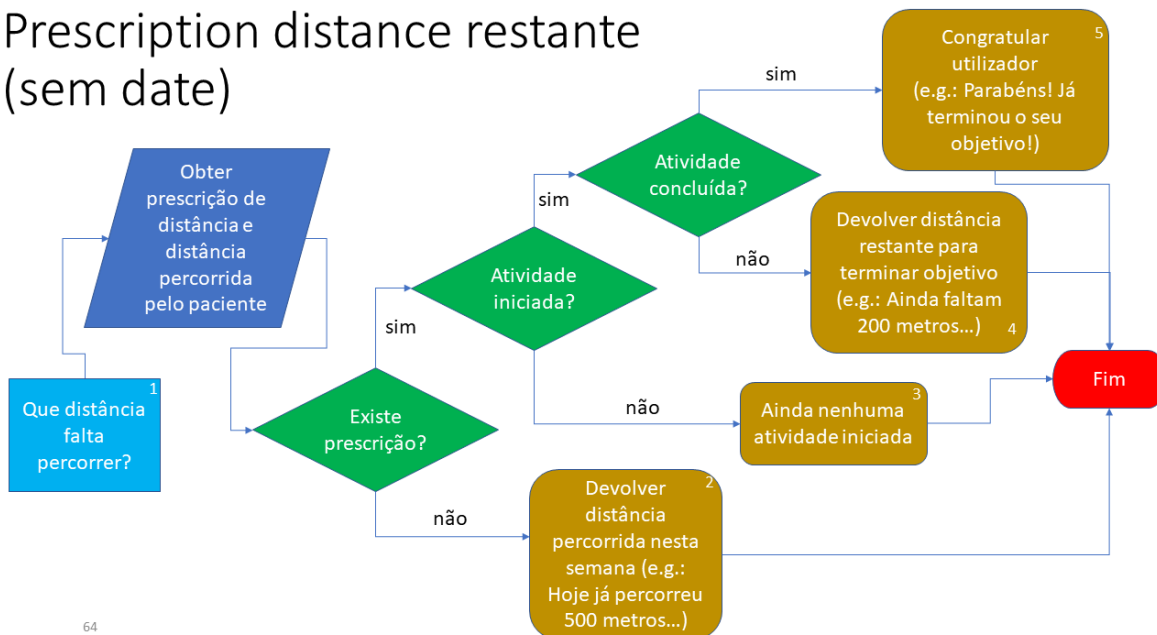 Prescription distance restante
(sem date)
1
Que distância
falta
percorrer?
Obter
prescrição de
distância e
distância
percorrida
pelo paciente
Existe
prescrição?
sim
não
Atividade
iniciada?
sim
não
Atividade
concluída?
sim
não
5
Congratular
utilizador
(e.g.: Parabéns! Já
terminou o seu
objetivo!)
Devolver distância
restante para
terminar objetivo
(e.g.: Ainda faltam
200 metros...)
4
3
Ainda nenhuma
atividade iniciada
2
Devolver
distância
percorrida nesta
semana (e.g.:
Hoje já percorreu
500 metros...)
Fim
64